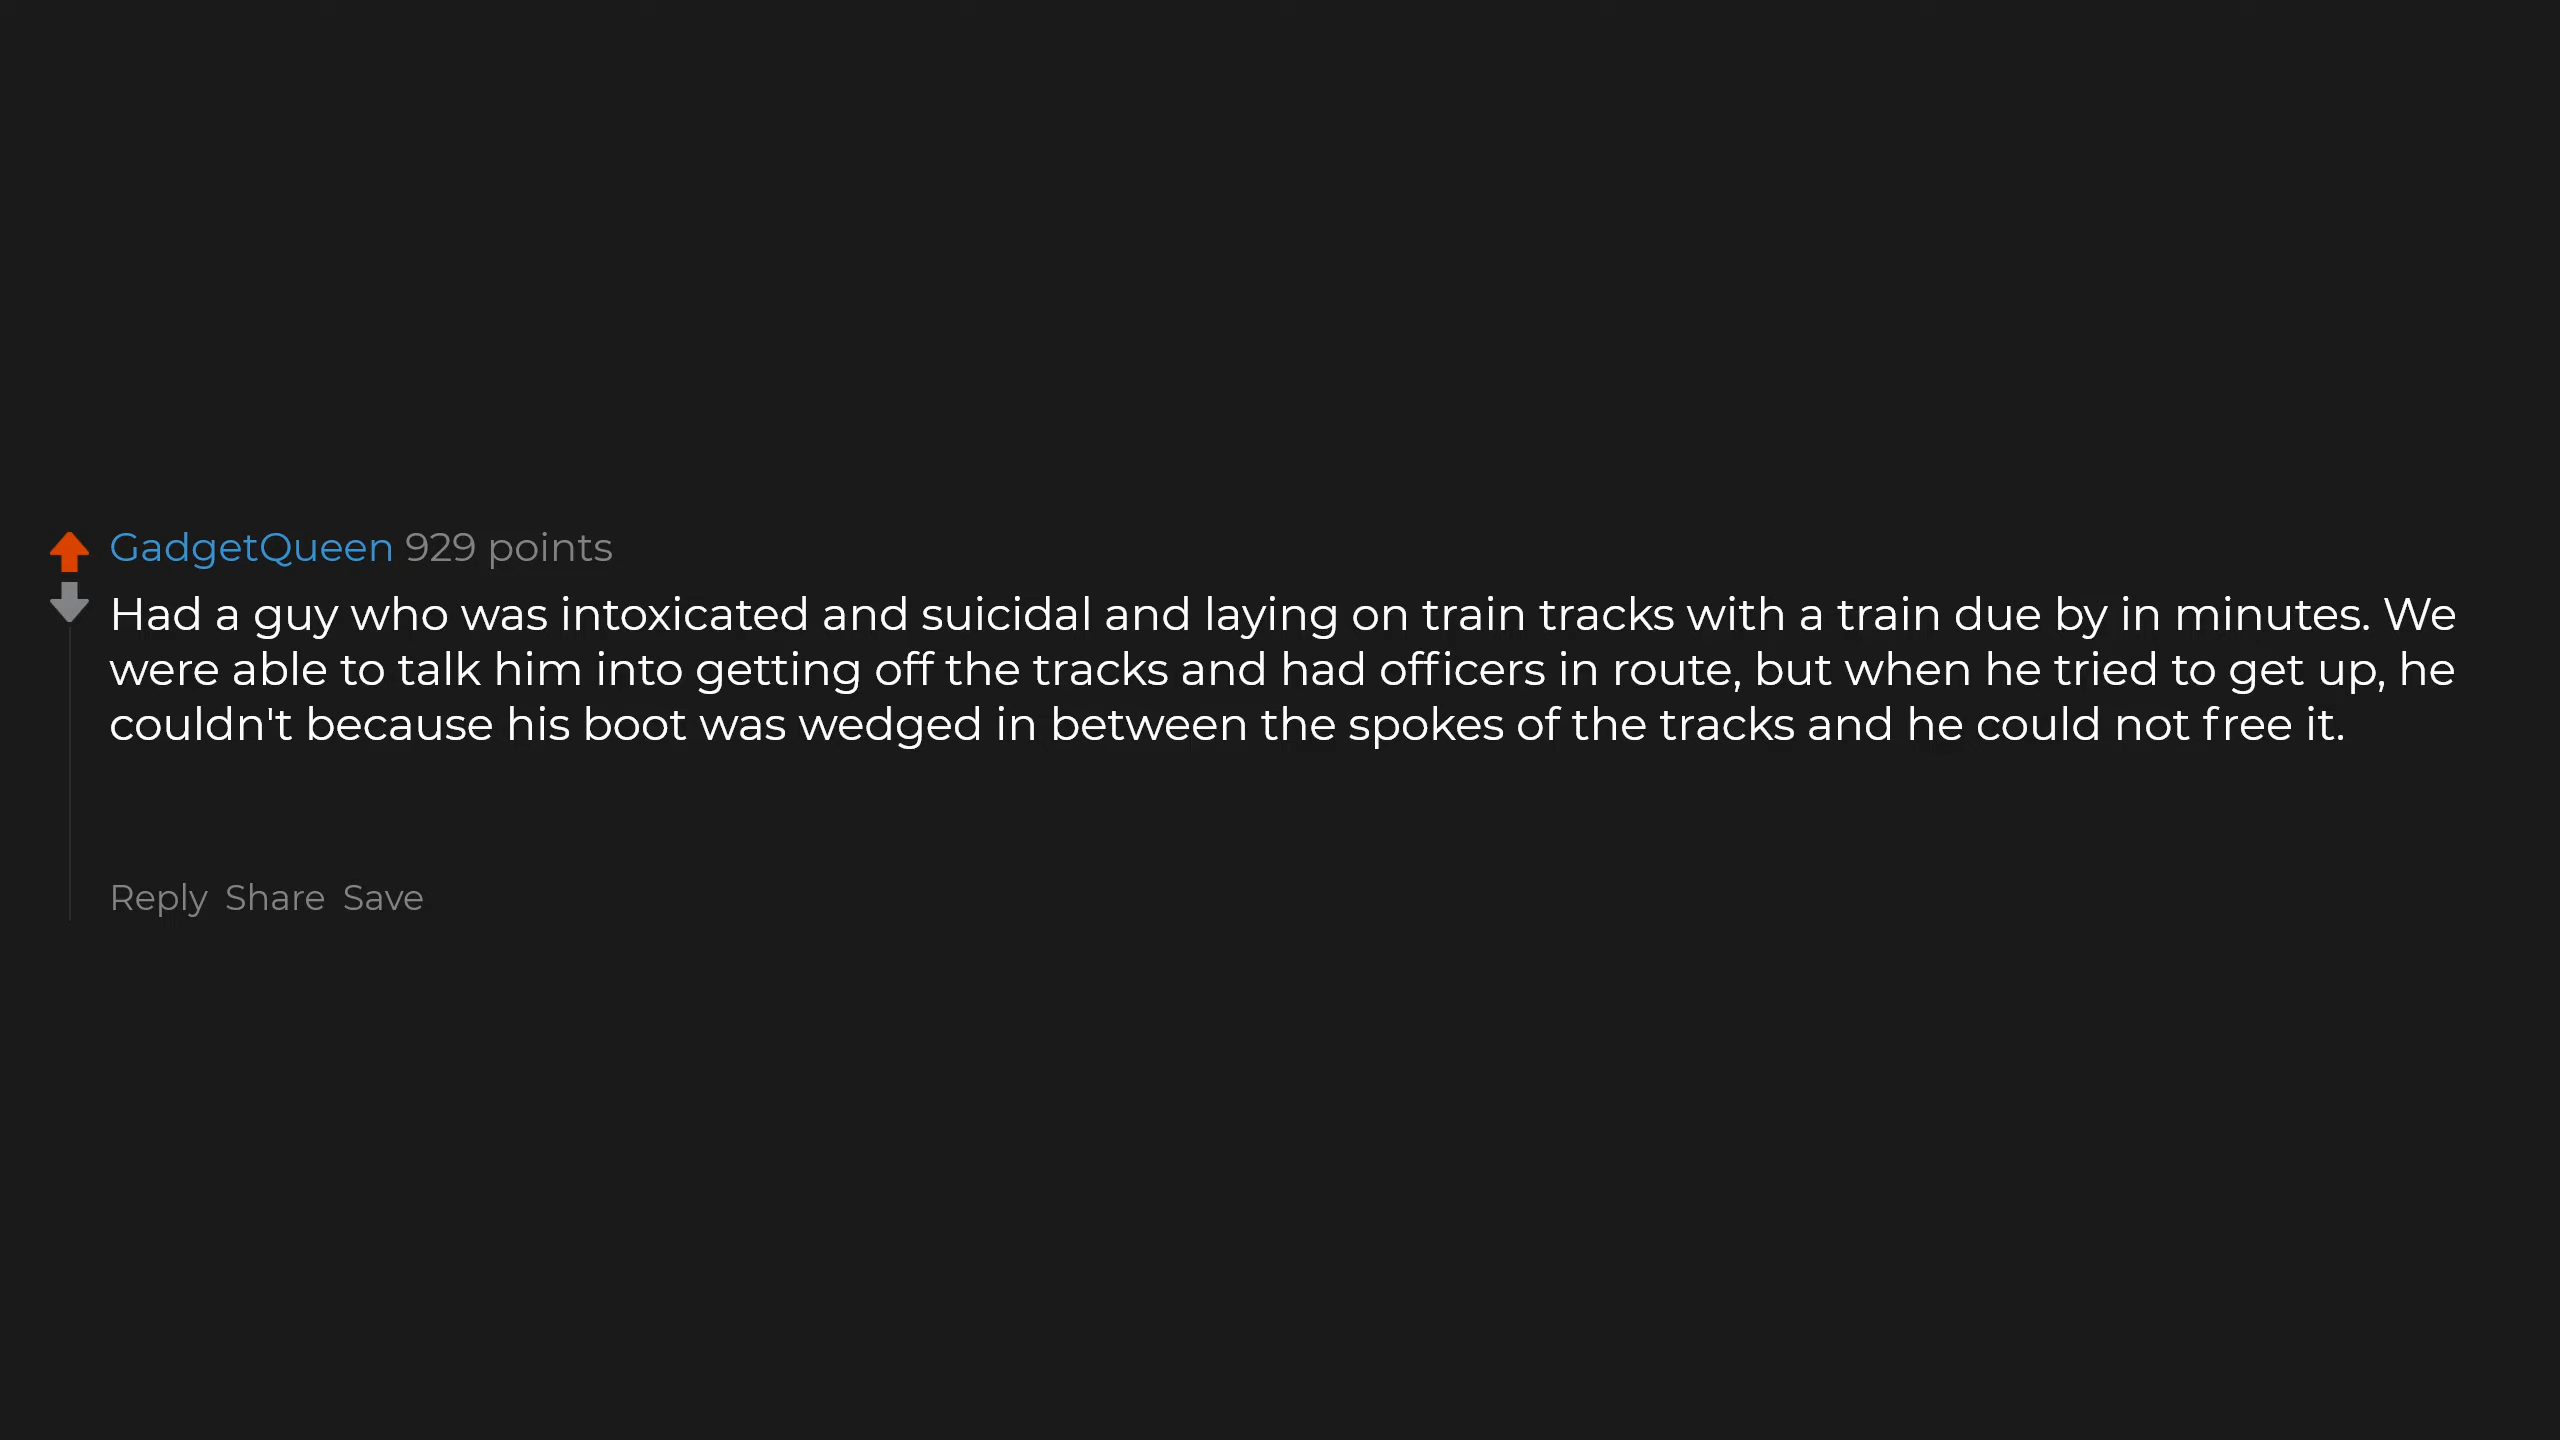 GadgetQueen 929 points
Had a guy who was intoxicated and suicidal and laying on train tracks with a train due by in minutes. We
were able to talk him into getting off the tracks and had officers in route, but when he tried to get up, he
couldn't because his boot was wedged in between the spokes of the tracks and he could not free it.
Reply Share Save